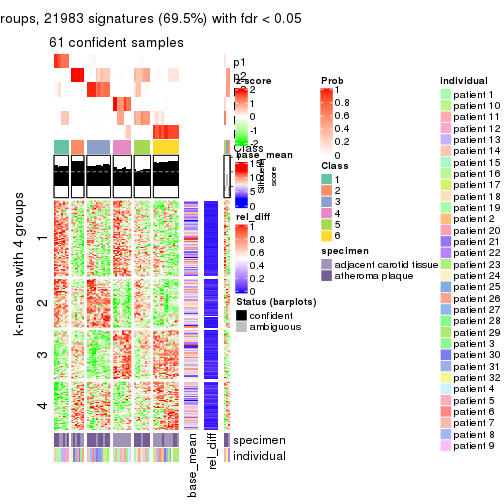 roups, 21983 signatures (69.5%) with fdr < 0.05
61 confident samples
p1
p2
Class
k-means with 4 groups
1
2
3
4
specimen
individual
base_mean
rel_diff
z-score
2
1
0
-1
-2
base_mean
15
10
5
0
Silhouette
score
rel_diff
1
0.8
0.6
0.4
0.2
0
Status (barplots)
confident
ambiguous
Prob
1
0.8
0.6
0.4
0.2
0
Class
1
2
3
4
5
6
specimen
adjacent carotid tissue
atheroma plaque
individual
patient 1
patient 10
patient 11
patient 12
patient 13
patient 14
patient 15
patient 16
patient 17
patient 18
patient 19
patient 2
patient 20
patient 21
patient 22
patient 23
patient 24
patient 25
patient 26
patient 27
patient 28
patient 29
patient 3
patient 30
patient 31
patient 32
patient 4
patient 5
patient 6
patient 7
patient 8
patient 9